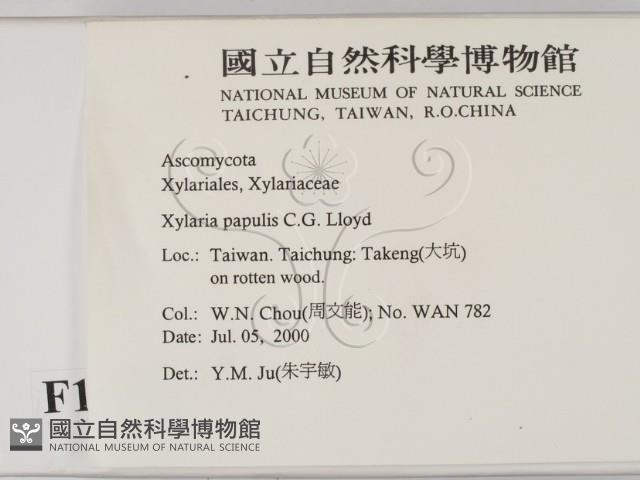 國立自然科學博物館
NATIONAL MUSEUM OF NATURAL SCIENCE
TAICHUNG, TAIWAN, R.O.CHINA
Ascomycota
Xylariales, Xylariaceae
Xylaria papulis C.G. Lloyd
Loc.: Taiwan. Taichung: Takeng(大坑)
on rotten wood.
Col.: W.N. Chou(周文能); No. WAN 782
Date: Jul. 05, 2000
Det.: Y.M. Ju(朱宇敏)
F1
國立自然科學博物館
NATIONAL MUSEUM OF NATURAL SCIENCE